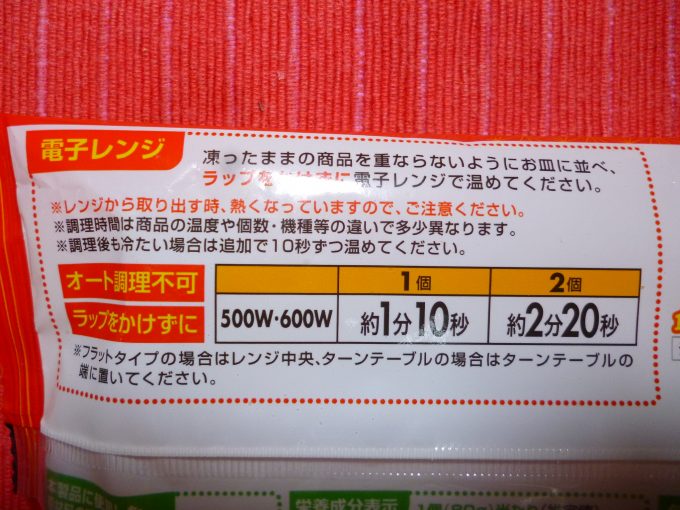 電子レンジ
凍ったままの商品を重ならないようにお皿に並べ、
ラップをかけずに電子レンジで温めてください。
※レンジから取り出す時、熱くなっていますので、ご注意ください。
※調理時間は商品の温度や個数・機種等の違いで多少異なります。
※調理後も冷たい場合は追加で10秒ずつ温めてください。
オート調理不可
ラップをかけずに
1個 2個
500W・600W 約1分10秒 約2分20秒
※フラットタイプの場合はレンジ中央、ターンテーブルの場合はターンテーブルの
端に置いてください。
栄養成分表示 1個(80g)当たり